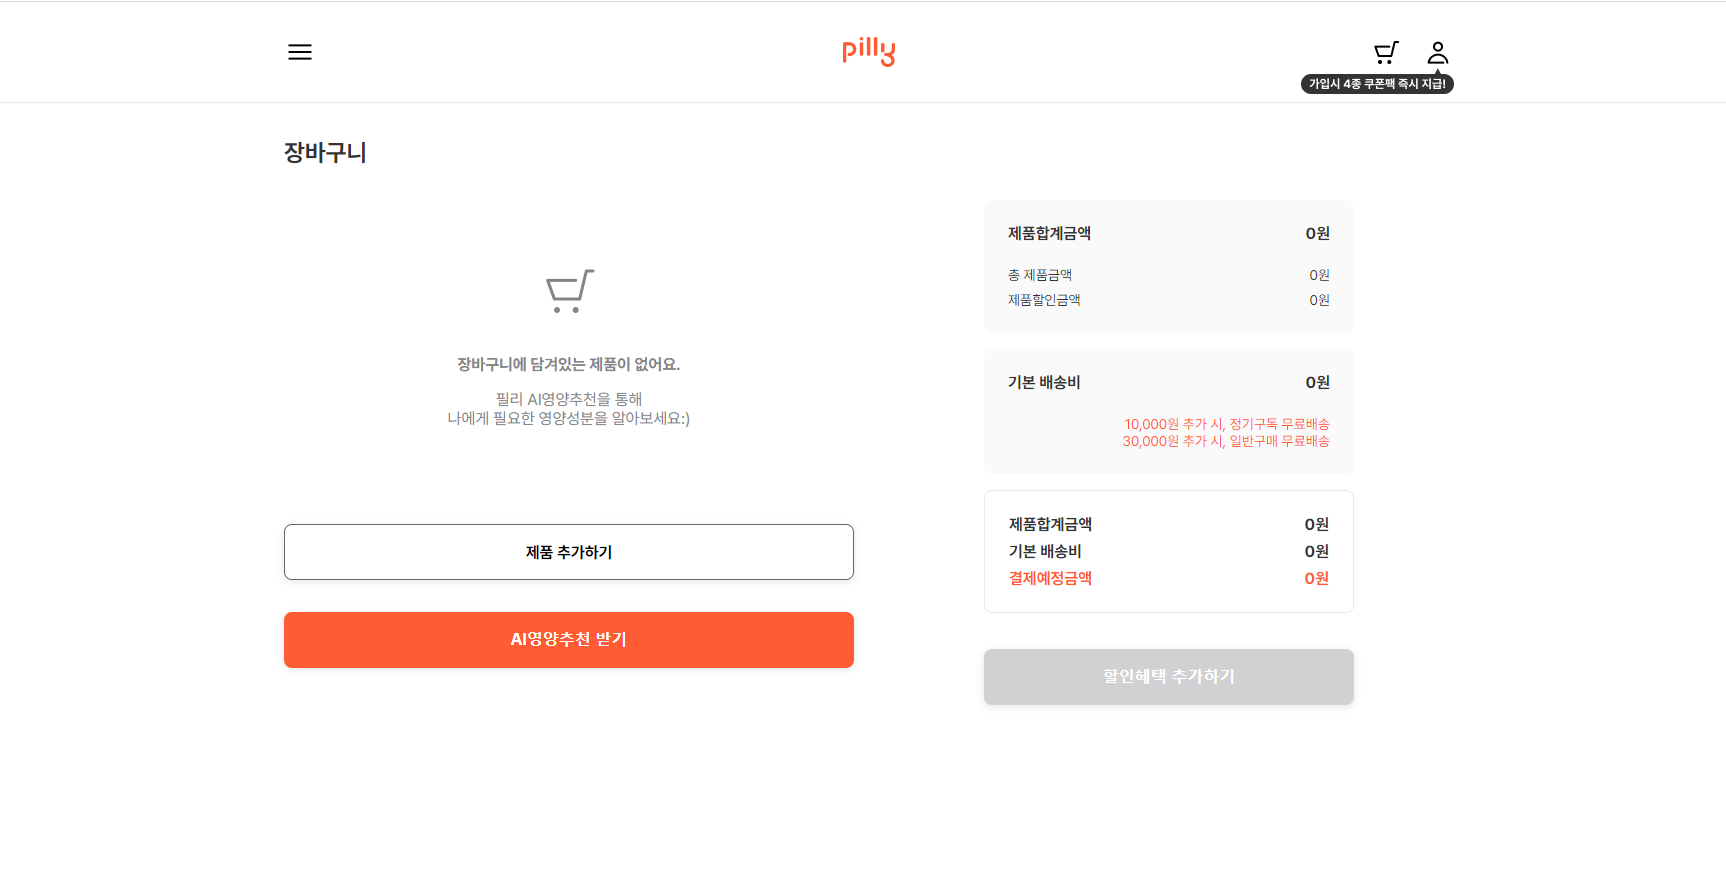 pilly
가입시 4종 쿠폰팩 즉시 지급!
장바구니
장바구니에 담겨있는 제품이 없어요.
필리 AI영양추천을 통해
나에게 필요한 영양성분을 알아보세요:)
제품 추가하기
AI영양추천 받기
제품합계금액 0원
총 제품금액 0원
제품할인금액 0원
기본 배송비 0원
10,000원 추가 시, 정기구독 무료배송
30,000원 추가 시, 일반구매 무료배송
제품합계금액 0원
기본 배송비 0원
결제예정금액 0원
할인혜택 추가하기